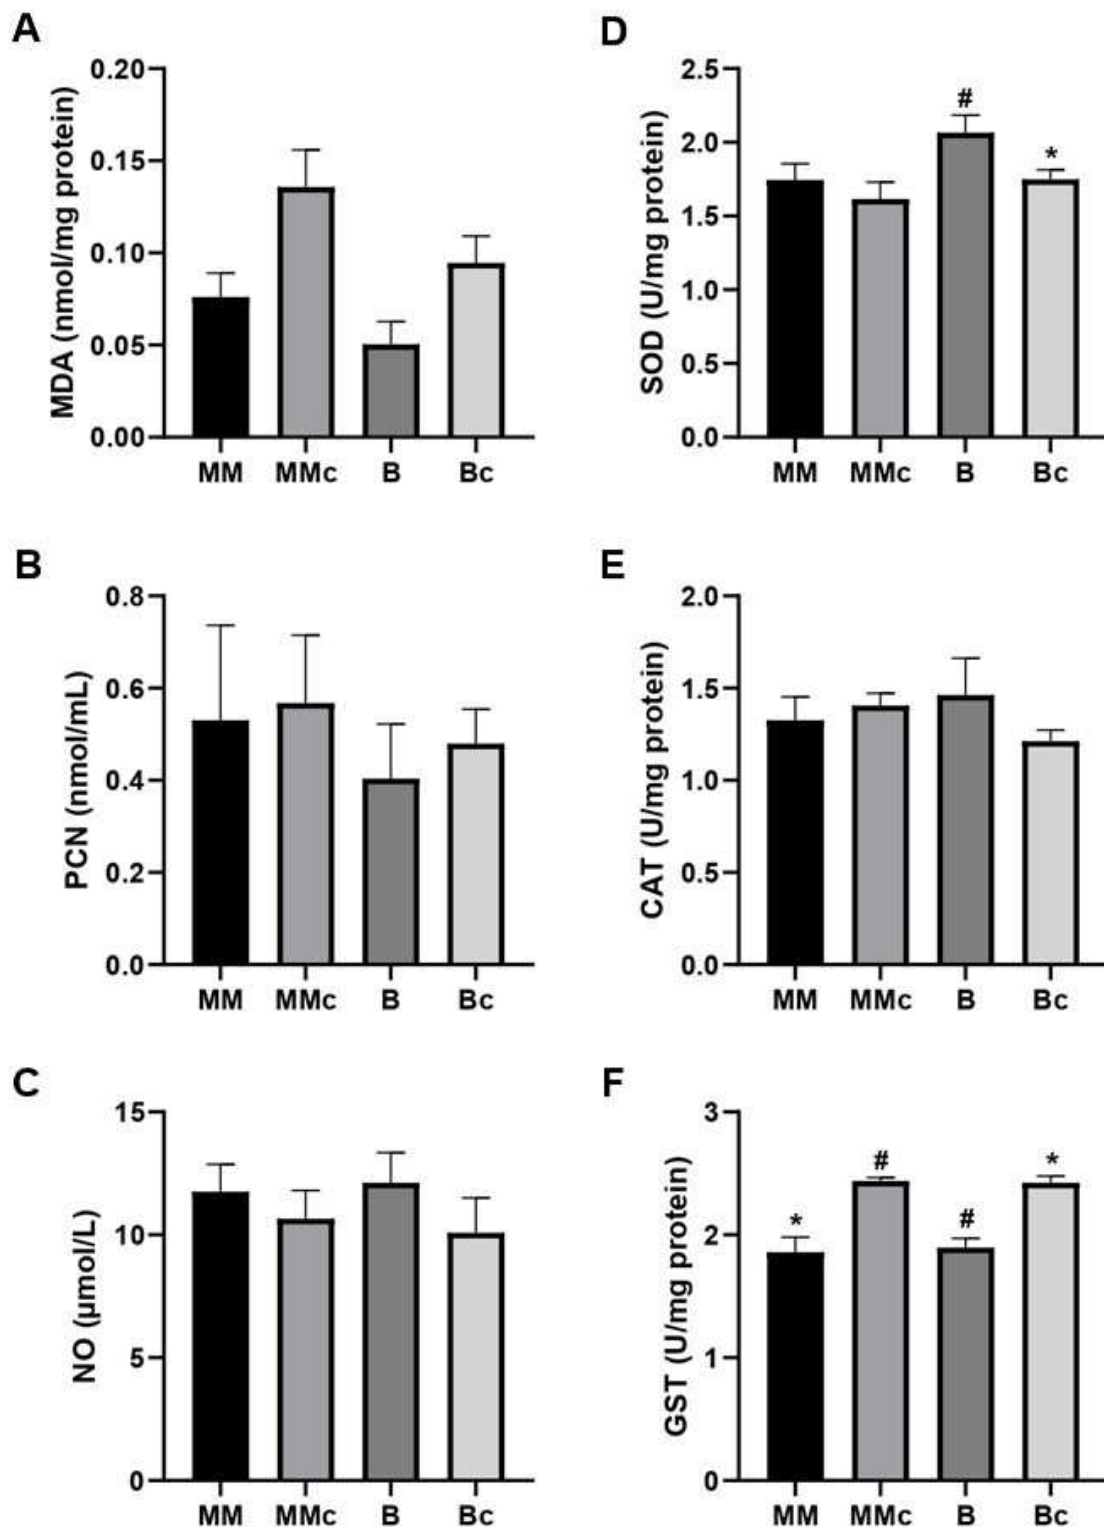 A
MDA (nmol/mg protein)
0.20
0.15
0.10
0.05
0.00
MM MMc B Bc
B
PCN (nmol/mL)
0.8
0.6
0.4
0.2
0.0
MM MMc B Bc
C
NO (µmol/L)
15
10
5
0
MM MMc B Bc
D
SOD (U/mg protein)
2.5
2.0
1.5
1.0
0.5
0.0
#
*
MM MMc B Bc
E
CAT (U/mg protein)
2.0
1.5
1.0
0.5
0.0
MM MMc B Bc
F
GST (U/mg protein)
3
2
1
0
* # # *
MM MMc B Bc